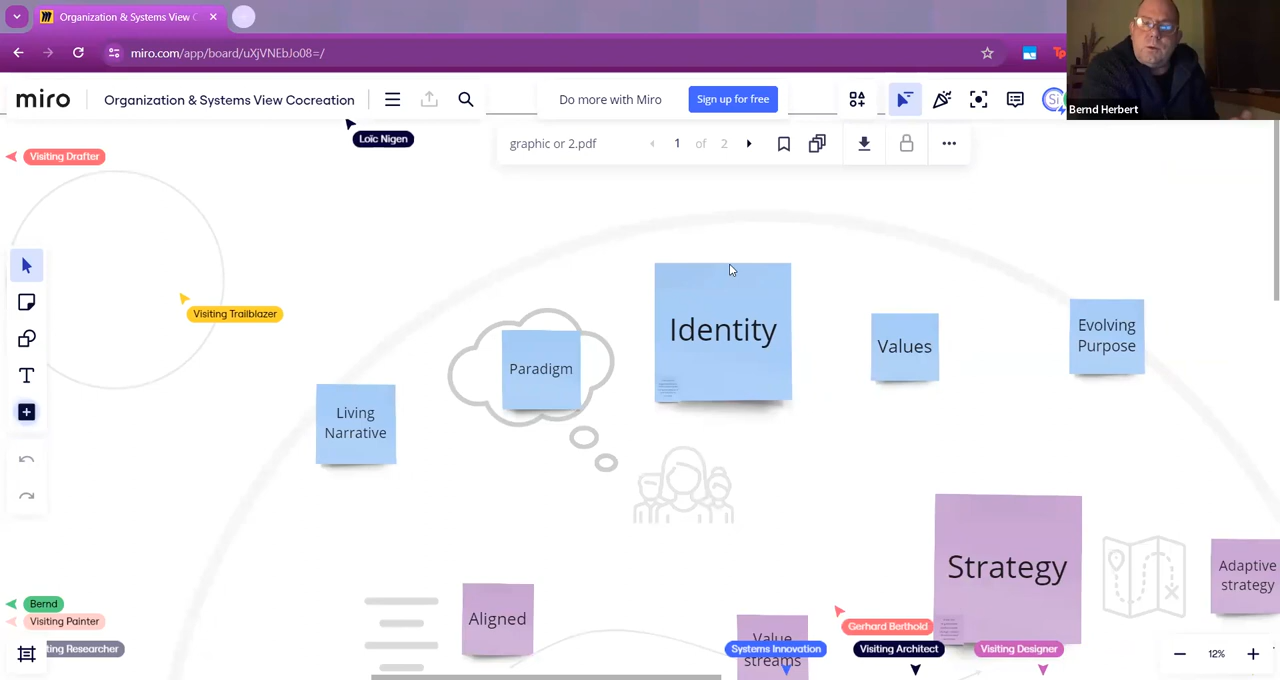 Organization & Systems View C
miro.com/app/board/uXjVNEbJo08=/
Tp
Bernd Herbert
miro
Organization & Systems View Cocreation
Do more with Miro
Sign up for free
Si
Loïc Nigen
graphic or 2.pdf
1 of 2
Visiting Drafter
Visiting Trailblazer
Identity
Paradigm
Values
Evolving
Purpose
Living
Narrative
Strategy
Adaptive
strategy
Aligned
Value
streams
T
Bernd
Visiting Painter
ting Researcher
Gerhard Berthold
Systems Innovation
Visiting Architect
Visiting Designer
12%